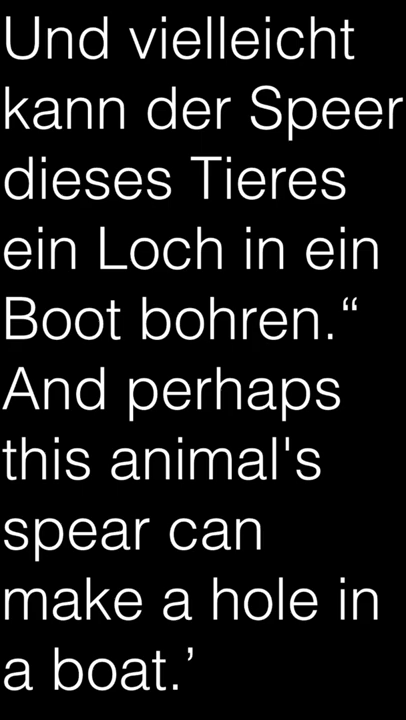 Und vielleicht
kann der Speer
dieses Tieres
ein Loch in ein
Boot bohren.“
And perhaps
this animal's
spear can
make a hole in
a boat.’